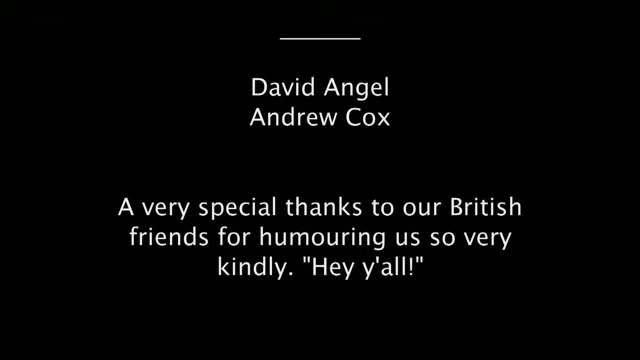 David Angel
Andrew Cox
A very special thanks to our British
friends for humouring us so very
kindly. "Hey y'all!"